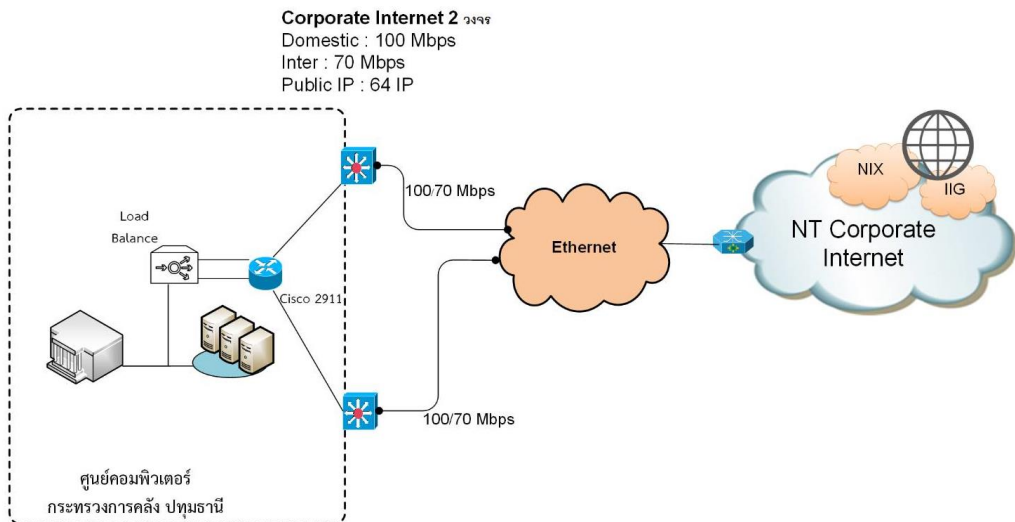 Corporate Internet 2 วงจร
Domestic : 100 Mbps
Inter : 70 Mbps
Public IP : 64 IP
NIX
IIG
100/70 Mbps
Load
Balance
Ethernet
NT Corporate
Internet
Cisco 2911
100/70 Mbps
ศูนย์คอมพิวเตอร์
กระทรวงการคลัง ปทุมธานี